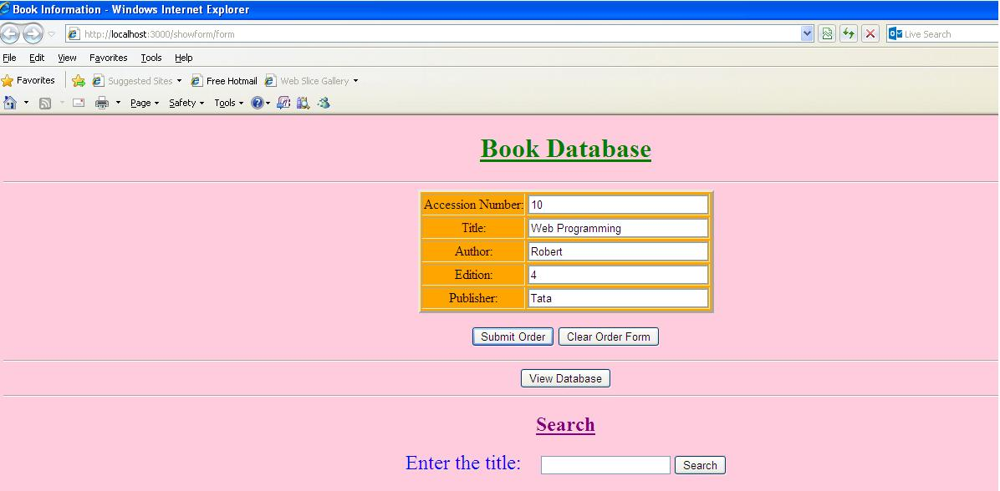 Book Information - Windows Internet Explorer
http://localhost:3000/showform/form Live Search
File Edit View Favorites Tools Help
Favorites Suggested Sites Free Hotmail Web Slice Gallery
Page Safety Tools
Book Database
Accession Number: 10
Title: Web Programming
Author: Robert
Edition: 4
Publisher: Tata
Submit Order Clear Order Form
View Database
Search
Enter the title: Search